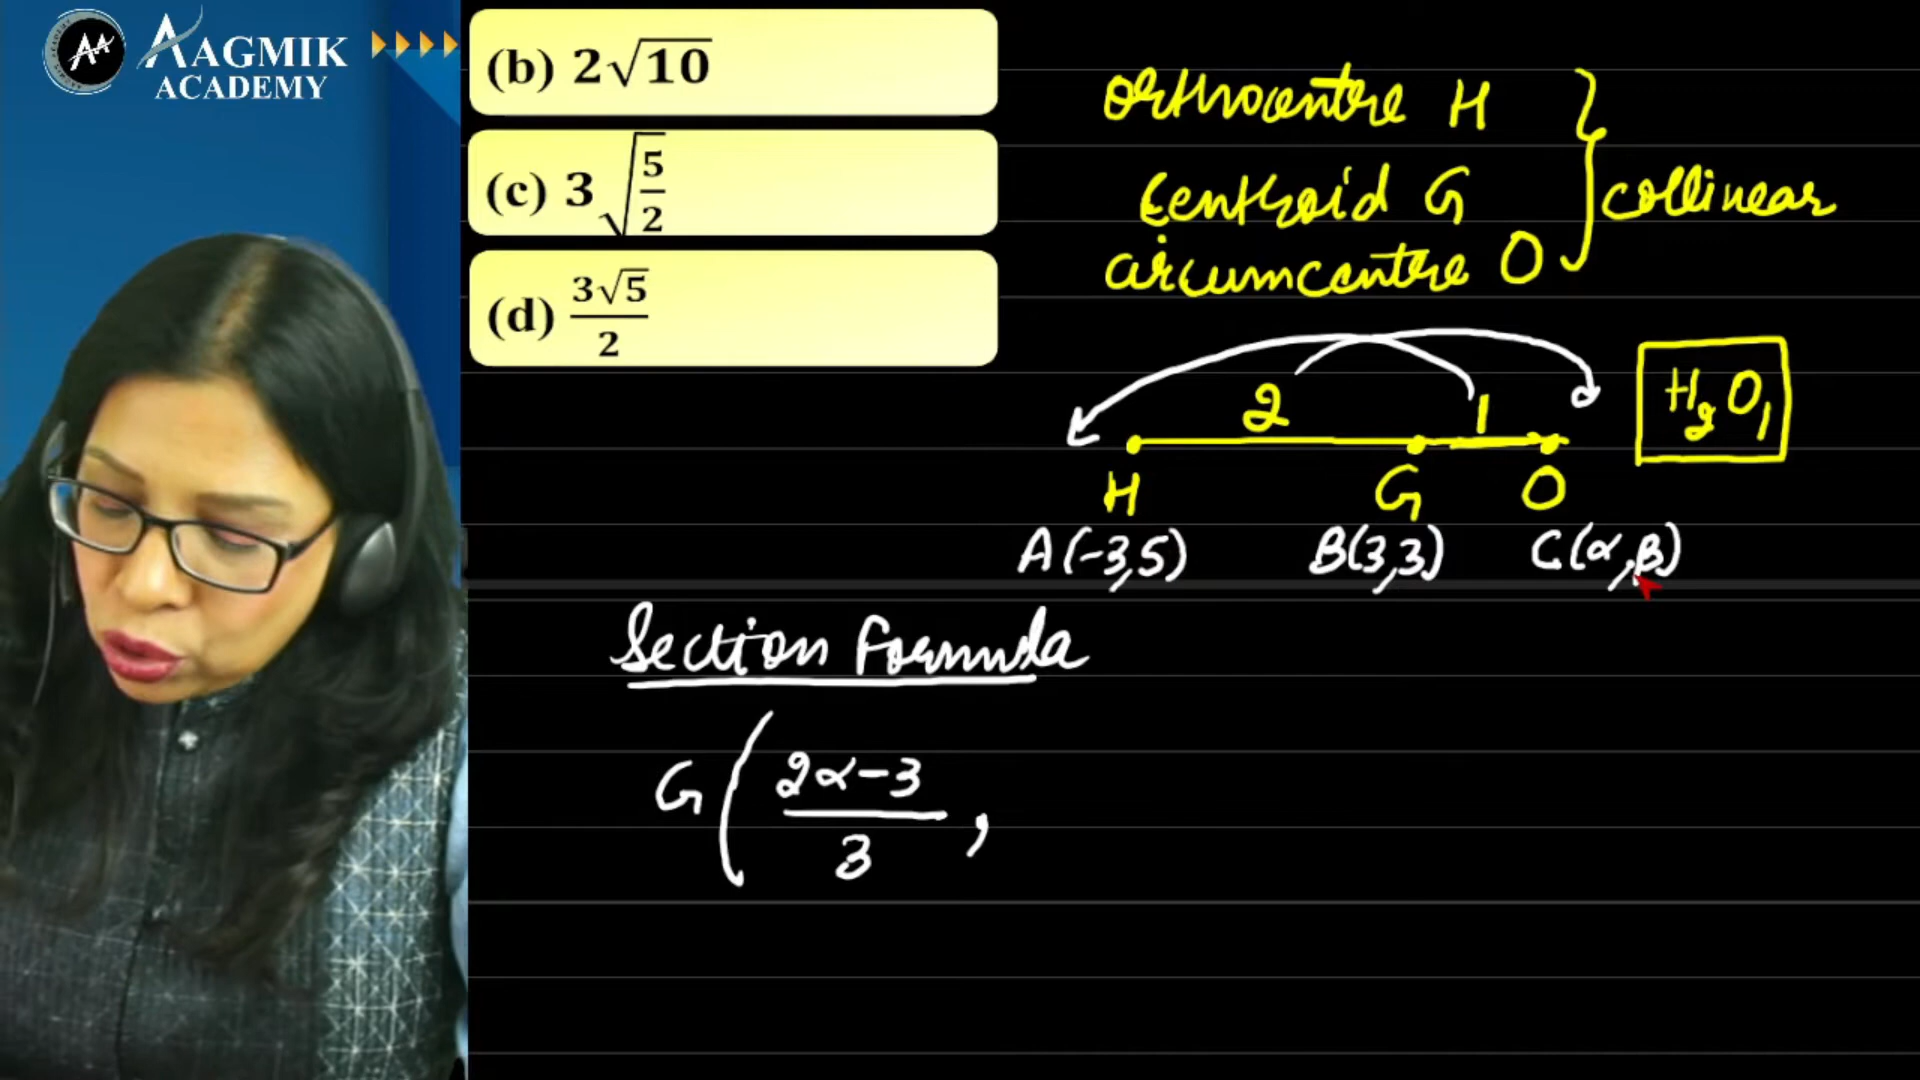 AAGMIK
ACADEMY
(b) 2√10
(c) 3√(5/2)
(d) 3√5/2
Orthocentre H
Centroid G
circumcentre O
collinear
2 1
H₂O₁
H G O
A(-3,5) B(3,3) C(α,β)
Section Formula
G( (2α-3)/3 ,